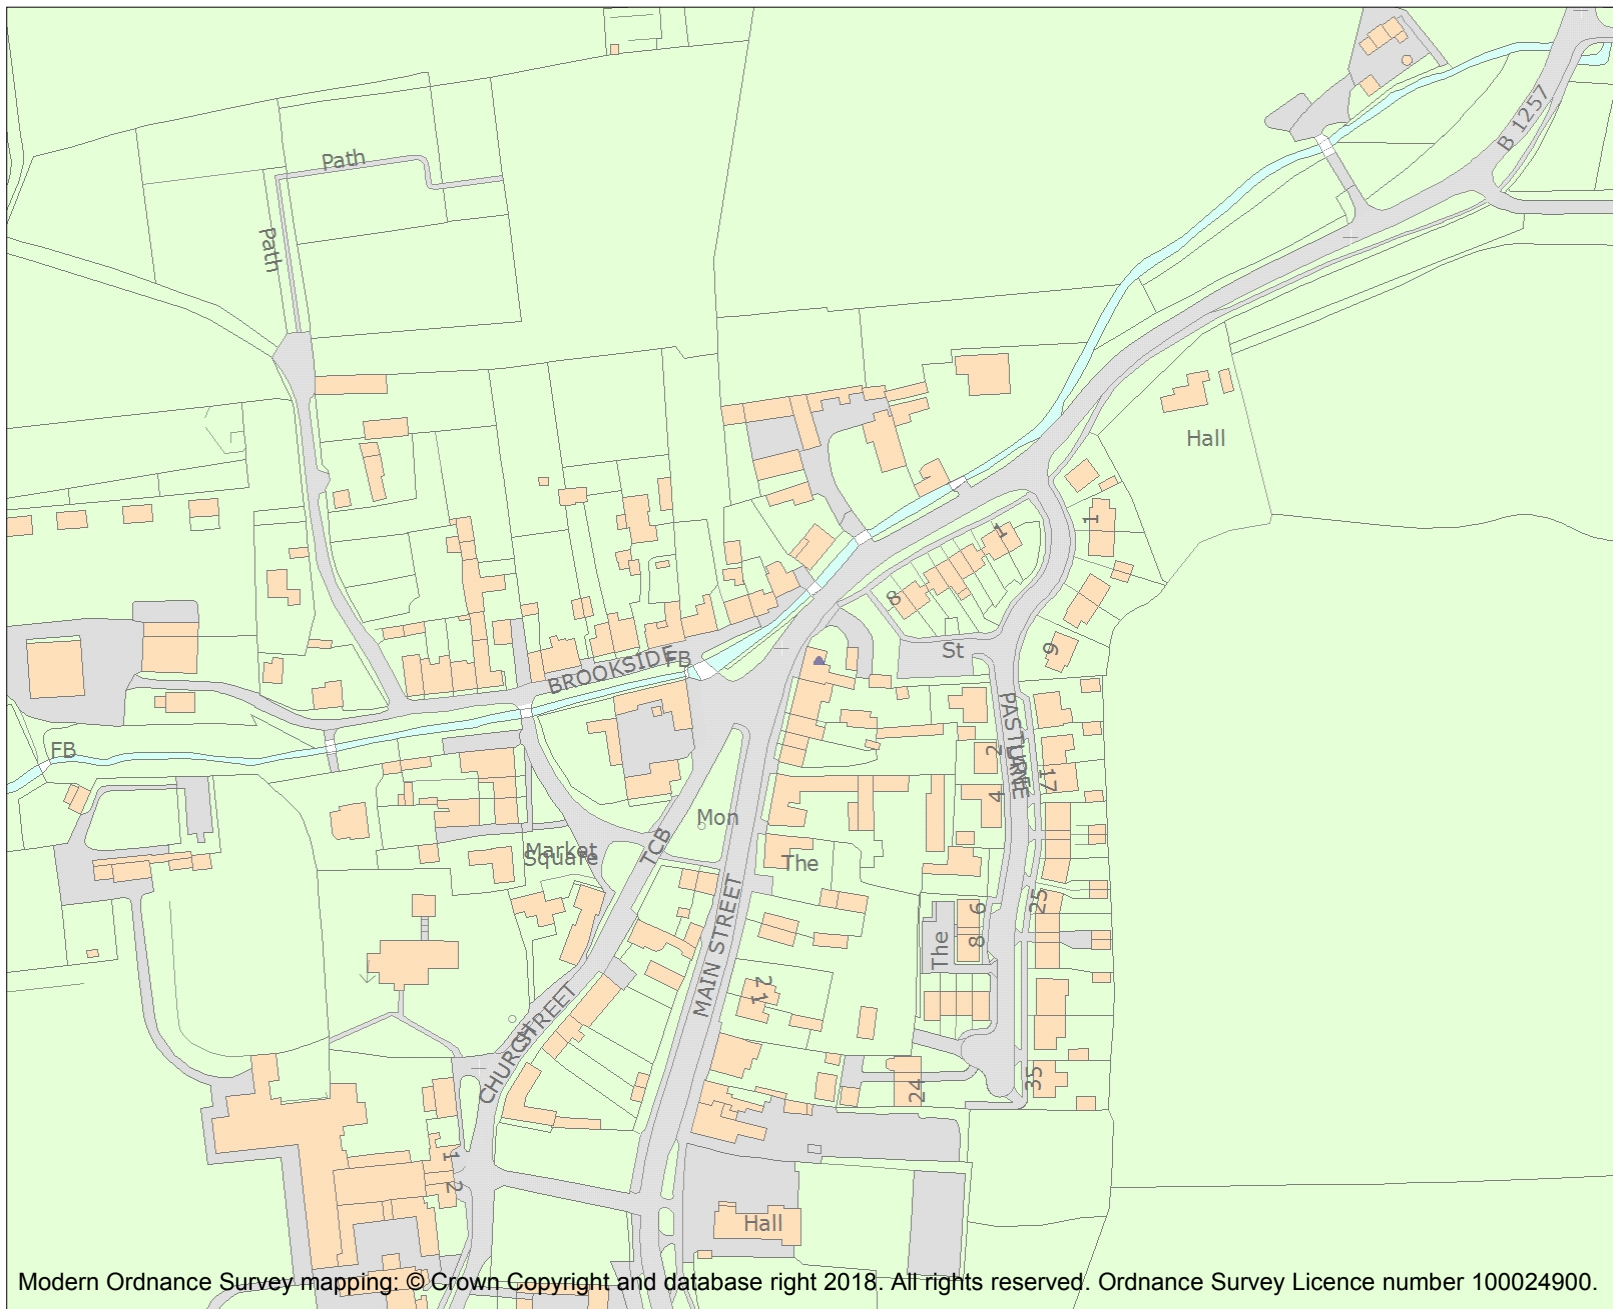 Path
B 1257
Path
Hall
1
1
8
9
St
BROOKSIDE
FB
PASTURE
FB
2
17
4
Mon
TCB
Market
Square
The
MAIN STREET
25
6
8
The
21
CHURCH
STREET
35
24
1
2
Hall
Modern Ordnance Survey mapping: © Crown Copyright and database right 2018. All rights reserved. Ordnance Survey Licence number 100024900.